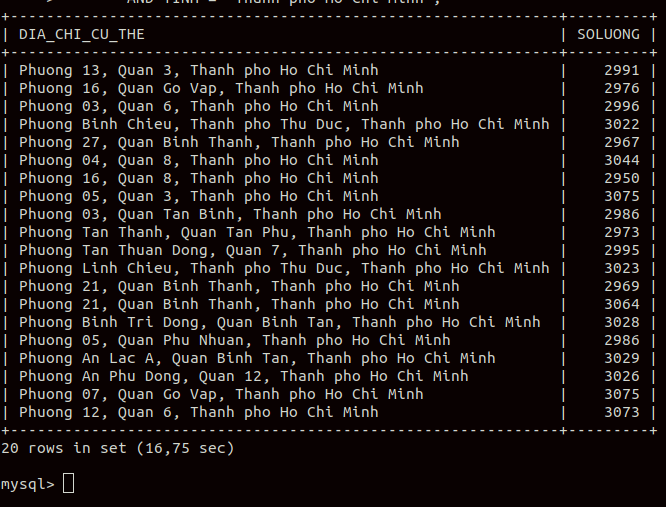 > AND TINH = 'Thanh pho Ho Chi Minh';
+------------------------------------------------------------+---------+
| DIA_CHI_CU_THE | SOLUONG |
+------------------------------------------------------------+---------+
| Phuong 13, Quan 3, Thanh pho Ho Chi Minh | 2991 |
| Phuong 16, Quan Go Vap, Thanh pho Ho Chi Minh | 2976 |
| Phuong 03, Quan 6, Thanh pho Ho Chi Minh | 2996 |
| Phuong Binh Chieu, Thanh pho Thu Duc, Thanh pho Ho Chi Minh | 3022 |
| Phuong 27, Quan Binh Thanh, Thanh pho Ho Chi Minh | 2967 |
| Phuong 04, Quan 8, Thanh pho Ho Chi Minh | 3044 |
| Phuong 16, Quan 8, Thanh pho Ho Chi Minh | 2950 |
| Phuong 05, Quan 3, Thanh pho Ho Chi Minh | 3075 |
| Phuong 03, Quan Tan Binh, Thanh pho Ho Chi Minh | 2986 |
| Phuong Tan Thanh, Quan Tan Phu, Thanh pho Ho Chi Minh | 2973 |
| Phuong Tan Thuan Dong, Quan 7, Thanh pho Ho Chi Minh | 2995 |
| Phuong Linh Chieu, Thanh pho Thu Duc, Thanh pho Ho Chi Minh | 3023 |
| Phuong 21, Quan Binh Thanh, Thanh pho Ho Chi Minh | 2969 |
| Phuong 21, Quan Binh Thanh, Thanh pho Ho Chi Minh | 3064 |
| Phuong Binh Tri Dong, Quan Binh Tan, Thanh pho Ho Chi Minh | 3028 |
| Phuong 05, Quan Phu Nhuan, Thanh pho Ho Chi Minh | 2986 |
| Phuong An Lac A, Quan Binh Tan, Thanh pho Ho Chi Minh | 3029 |
| Phuong An Phu Dong, Quan 12, Thanh pho Ho Chi Minh | 3026 |
| Phuong 07, Quan Go Vap, Thanh pho Ho Chi Minh | 3075 |
| Phuong 12, Quan 6, Thanh pho Ho Chi Minh | 3073 |
+------------------------------------------------------------+---------+
20 rows in set (16,75 sec)
mysql>